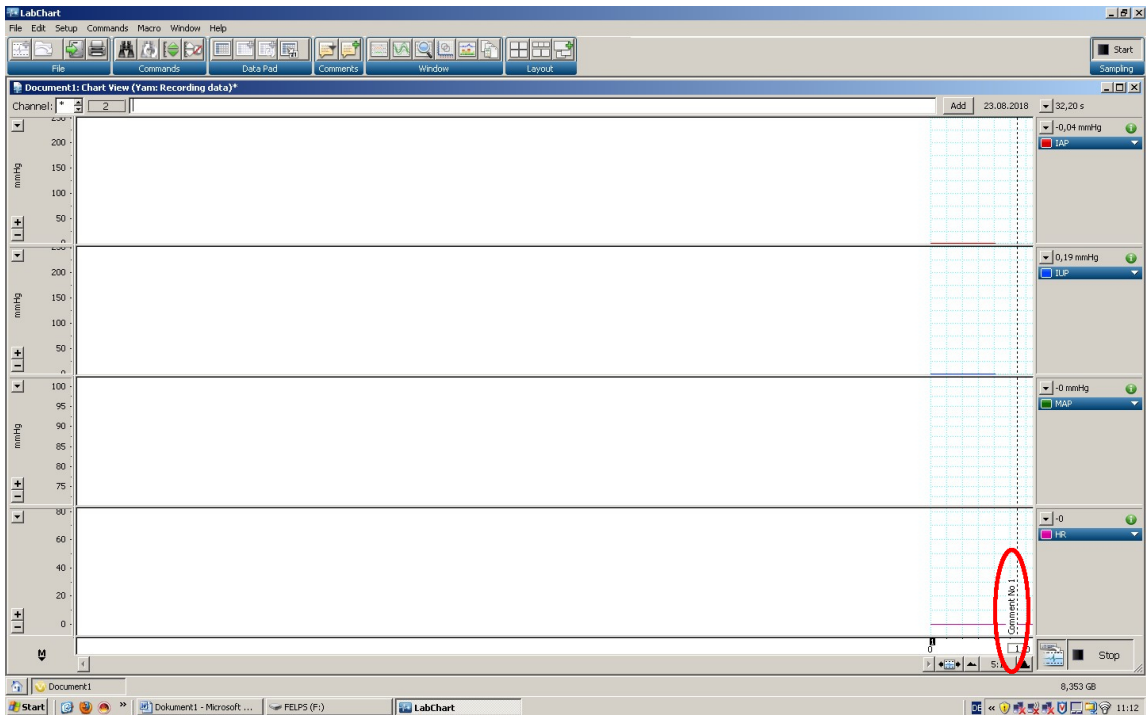 LabChart
File Edit Setup Commands Macro Window Help
Start
File Commands Data Pad Comments Window Layout Sampling
Document1: Chart View (Yam: Recording data)*
Channel: * 2 Add 23.08.2018 32,20 s
-0,04 mmHg
IAP
200
150
100
50
mmHg
0,19 mmHg
IUP
200
150
100
50
mmHg
-0 mmHg
MAP
100
95
90
85
80
75
mmHg
-0
HR
80
60
40
20
0
Comment No 1
M
0
1
Stop
Document1
8,353 GB
Start
Dokument1 - Microsoft ...
FELPS (F:)
LabChart
DE
11:12